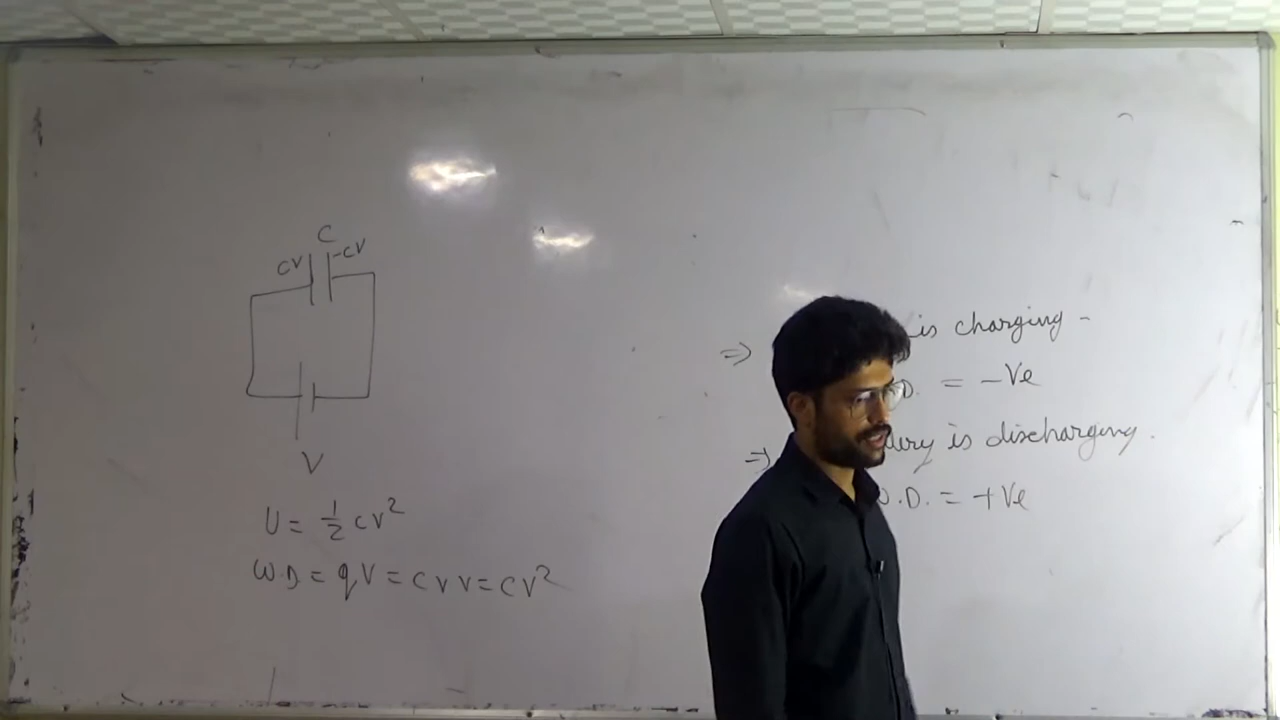 C
CV -CV
V
U = 1/2 CV²
W.D = qV = CVV = CV²
⇒ is charging -
D. = -Ve
⇒ is discharging.
W.D. = +Ve